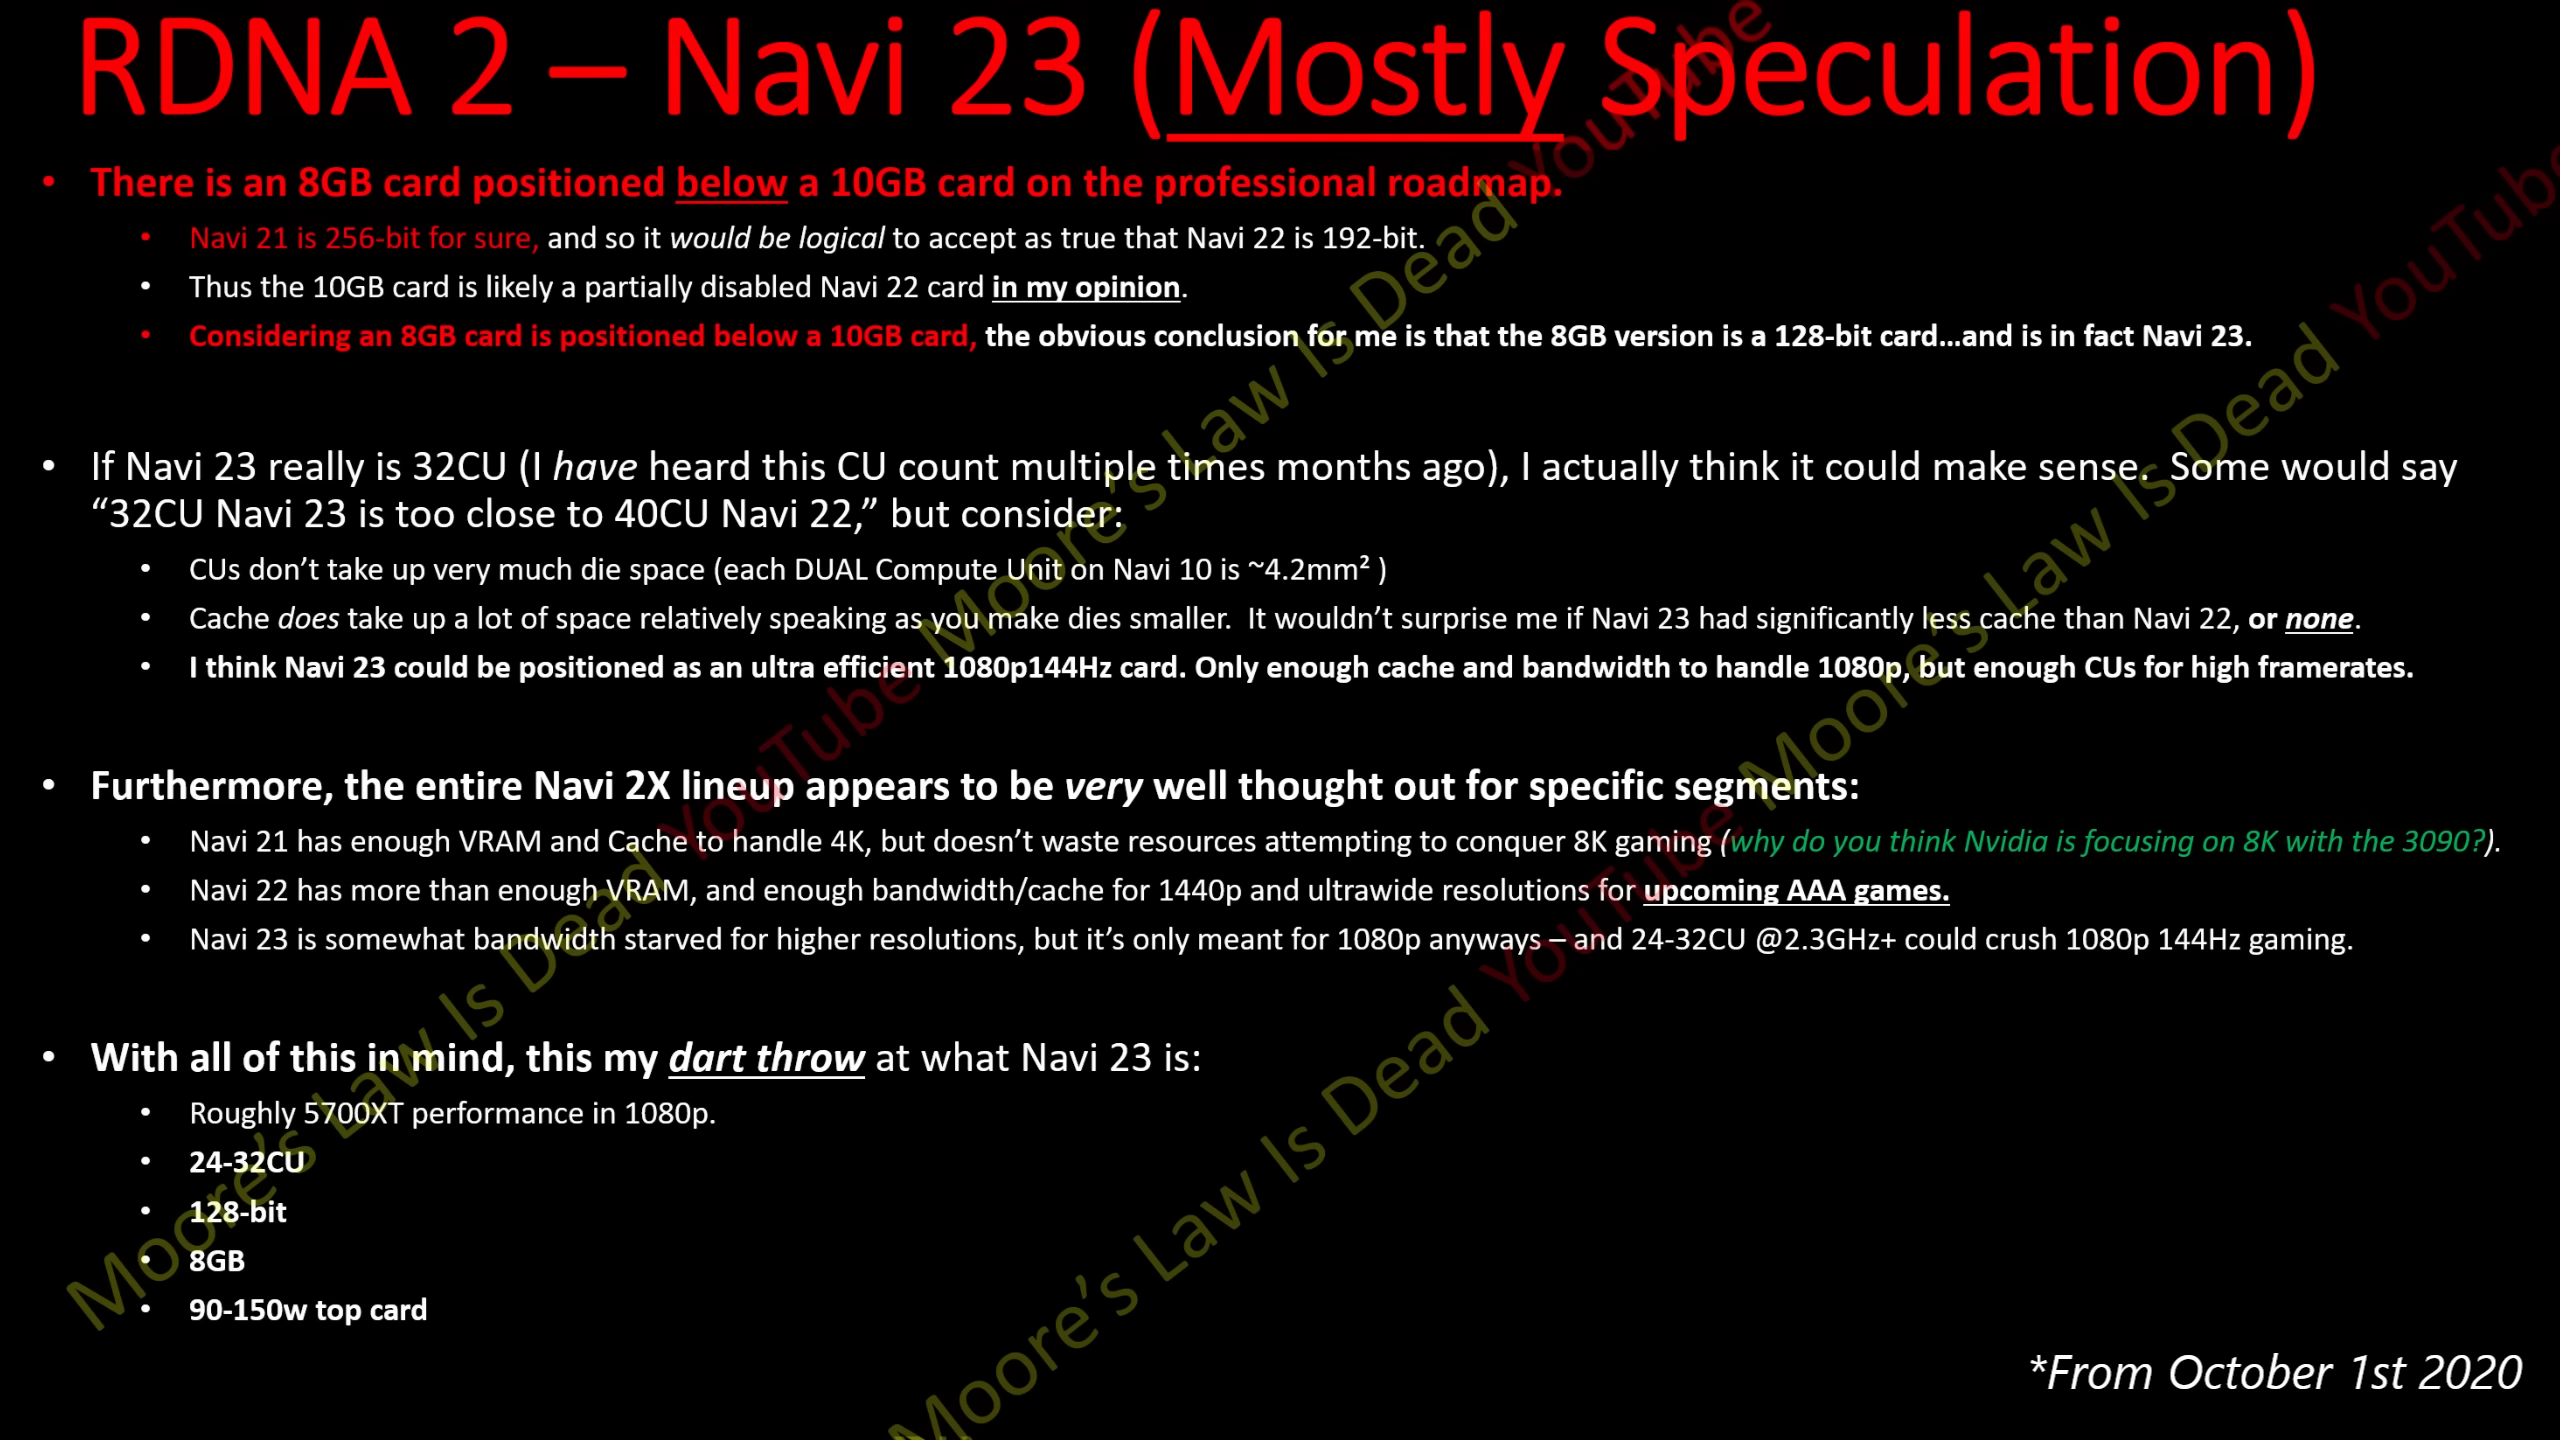 RDNA 2 – Navi 23 (Mostly Speculation)
• There is an 8GB card positioned below a 10GB card on the professional roadmap.
• Navi 21 is 256-bit for sure, and so it would be logical to accept as true that Navi 22 is 192-bit.
• Thus the 10GB card is likely a partially disabled Navi 22 card in my opinion.
• Considering an 8GB card is positioned below a 10GB card, the obvious conclusion for me is that the 8GB version is a 128-bit card...and is in fact Navi 23.
• If Navi 23 really is 32CU (I have heard this CU count multiple times months ago), I actually think it could make sense.  Some would say
“32CU Navi 23 is too close to 40CU Navi 22,” but consider:
• CUs don’t take up very much die space (each DUAL Compute Unit on Navi 10 is ~4.2mm² )
• Cache does take up a lot of space relatively speaking as you make dies smaller.  It wouldn’t surprise me if Navi 23 had significantly less cache than Navi 22, or none.
• I think Navi 23 could be positioned as an ultra efficient 1080p144Hz card. Only enough cache and bandwidth to handle 1080p, but enough CUs for high framerates.
• Furthermore, the entire Navi 2X lineup appears to be very well thought out for specific segments:
• Navi 21 has enough VRAM and Cache to handle 4K, but doesn’t waste resources attempting to conquer 8K gaming (why do you think Nvidia is focusing on 8K with the 3090?).
• Navi 22 has more than enough VRAM, and enough bandwidth/cache for 1440p and ultrawide resolutions for upcoming AAA games.
• Navi 23 is somewhat bandwidth starved for higher resolutions, but it’s only meant for 1080p anyways – and 24-32CU @2.3GHz+ could crush 1080p 144Hz gaming.
• With all of this in mind, this my dart throw at what Navi 23 is:
• Roughly 5700XT performance in 1080p.
• 24-32CU
• 128-bit
• 8GB
• 90-150w top card
*From October 1st 2020
Moore’s Law Is Dead YouTube Moore’s Law Is Dead YouTube
Moore’s Law Is Dead YouTube Moore’s Law Is Dead YouTube